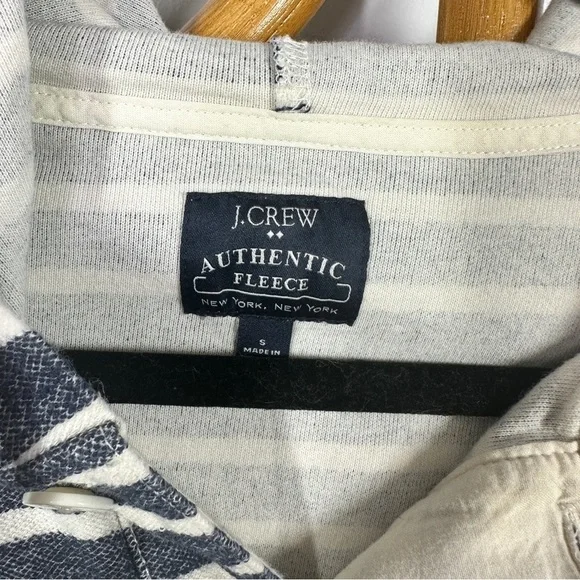 J.CREW
AUTHENTIC
FLEECE
NEW YORK, NEW YORK
S
MADE IN